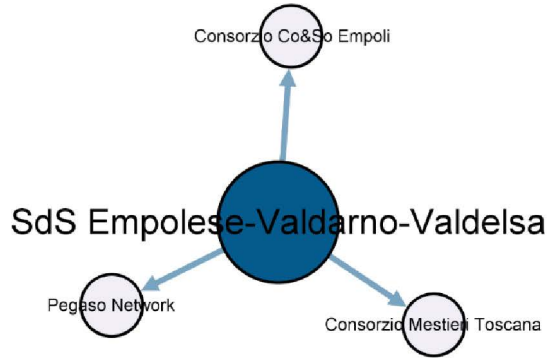 Consorzio Co&So Empoli
SdS Empolese-Valdarno-Valdelsa
Pegaso Network
Consorzio Mestieri Toscana